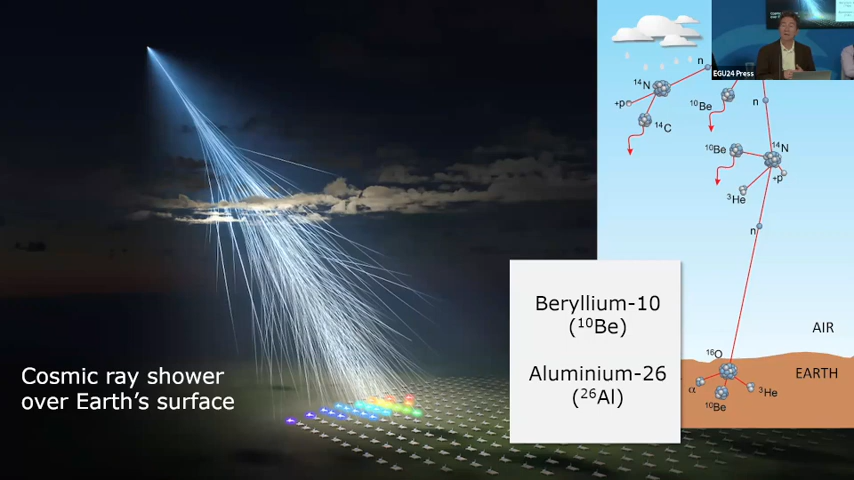 Cosmic ray shower
over Earth's surface
Beryllium-10
(¹⁰Be)
Aluminium-26
(²⁶Al)
EGU24 Press
n
¹⁴N
+p
¹⁴C
¹⁰Be
n
¹⁰Be
¹⁴N
+p
³He
n
AIR
¹⁶O
EARTH
α
³He
¹⁰Be